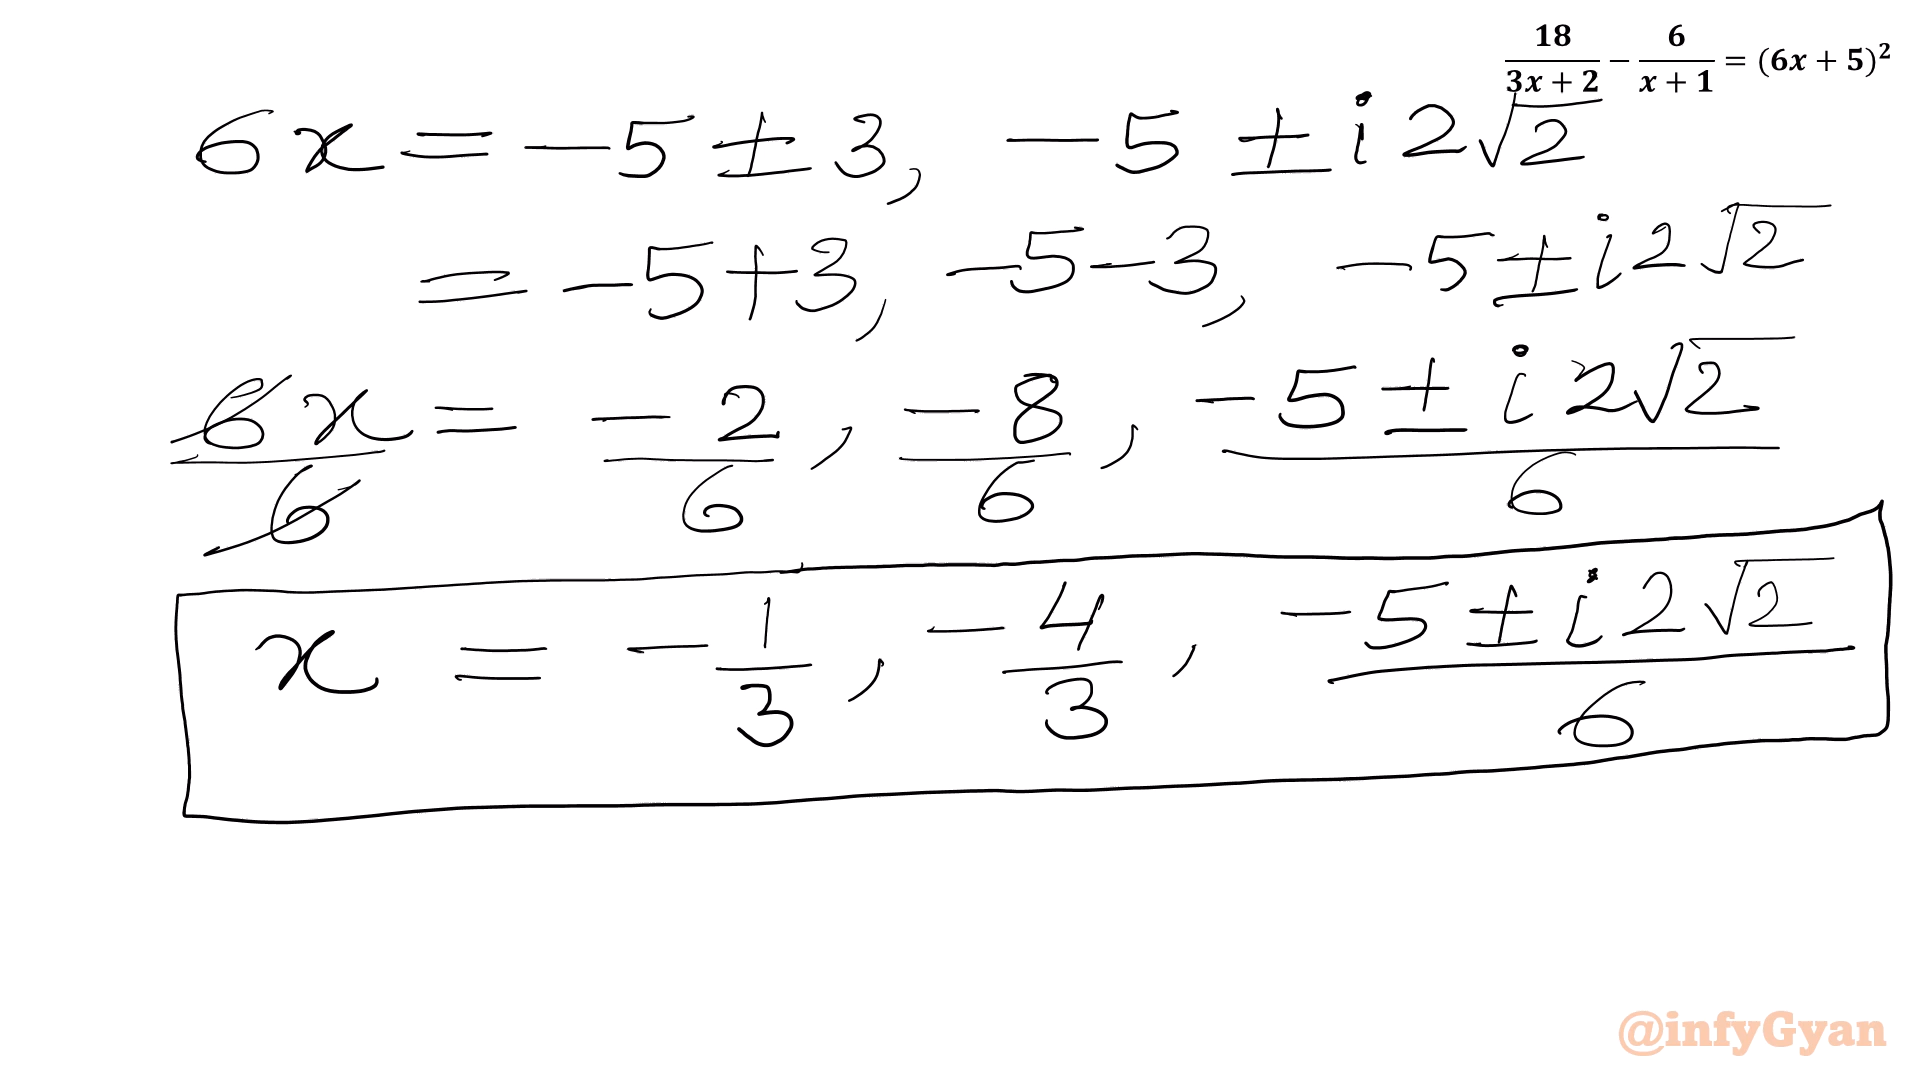 18/(3x + 2) − 6/(x + 1) = (6x + 5)²
6x = −5 ± 3, −5 ± i2√2
= −5+3, −5−3, −5 ± i2√2
6x/6 = −2/6, −8/6, (−5 ± i2√2)/6
x = −1/3, −4/3, (−5 ± i2√2)/6
@infyGyan